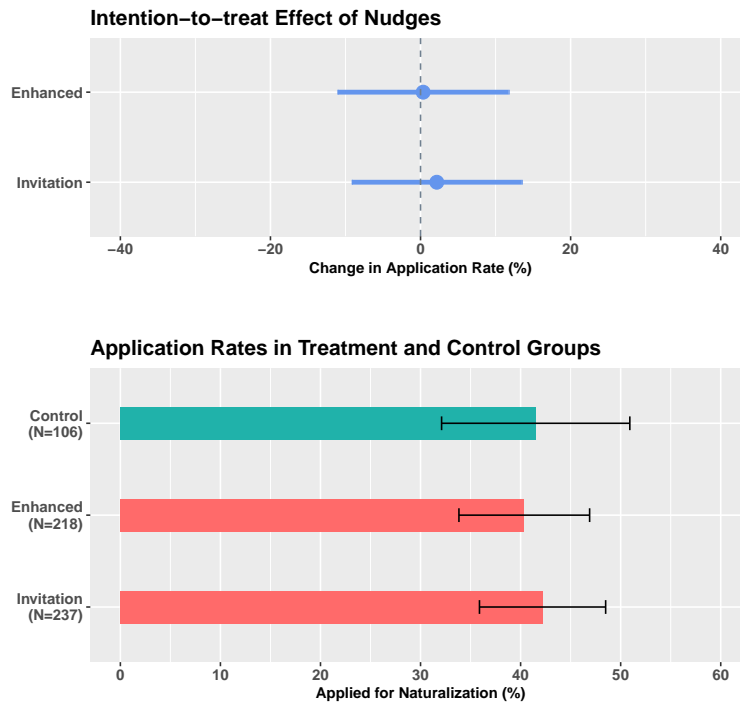 Intention−to−treat Effect of Nudges
Enhanced
Invitation
−40 −20 0 20 40
Change in Application Rate (%)
Application Rates in Treatment and Control Groups
Control
(N=106)
Enhanced
(N=218)
Invitation
(N=237)
0 10 20 30 40 50 60
Applied for Naturalization (%)